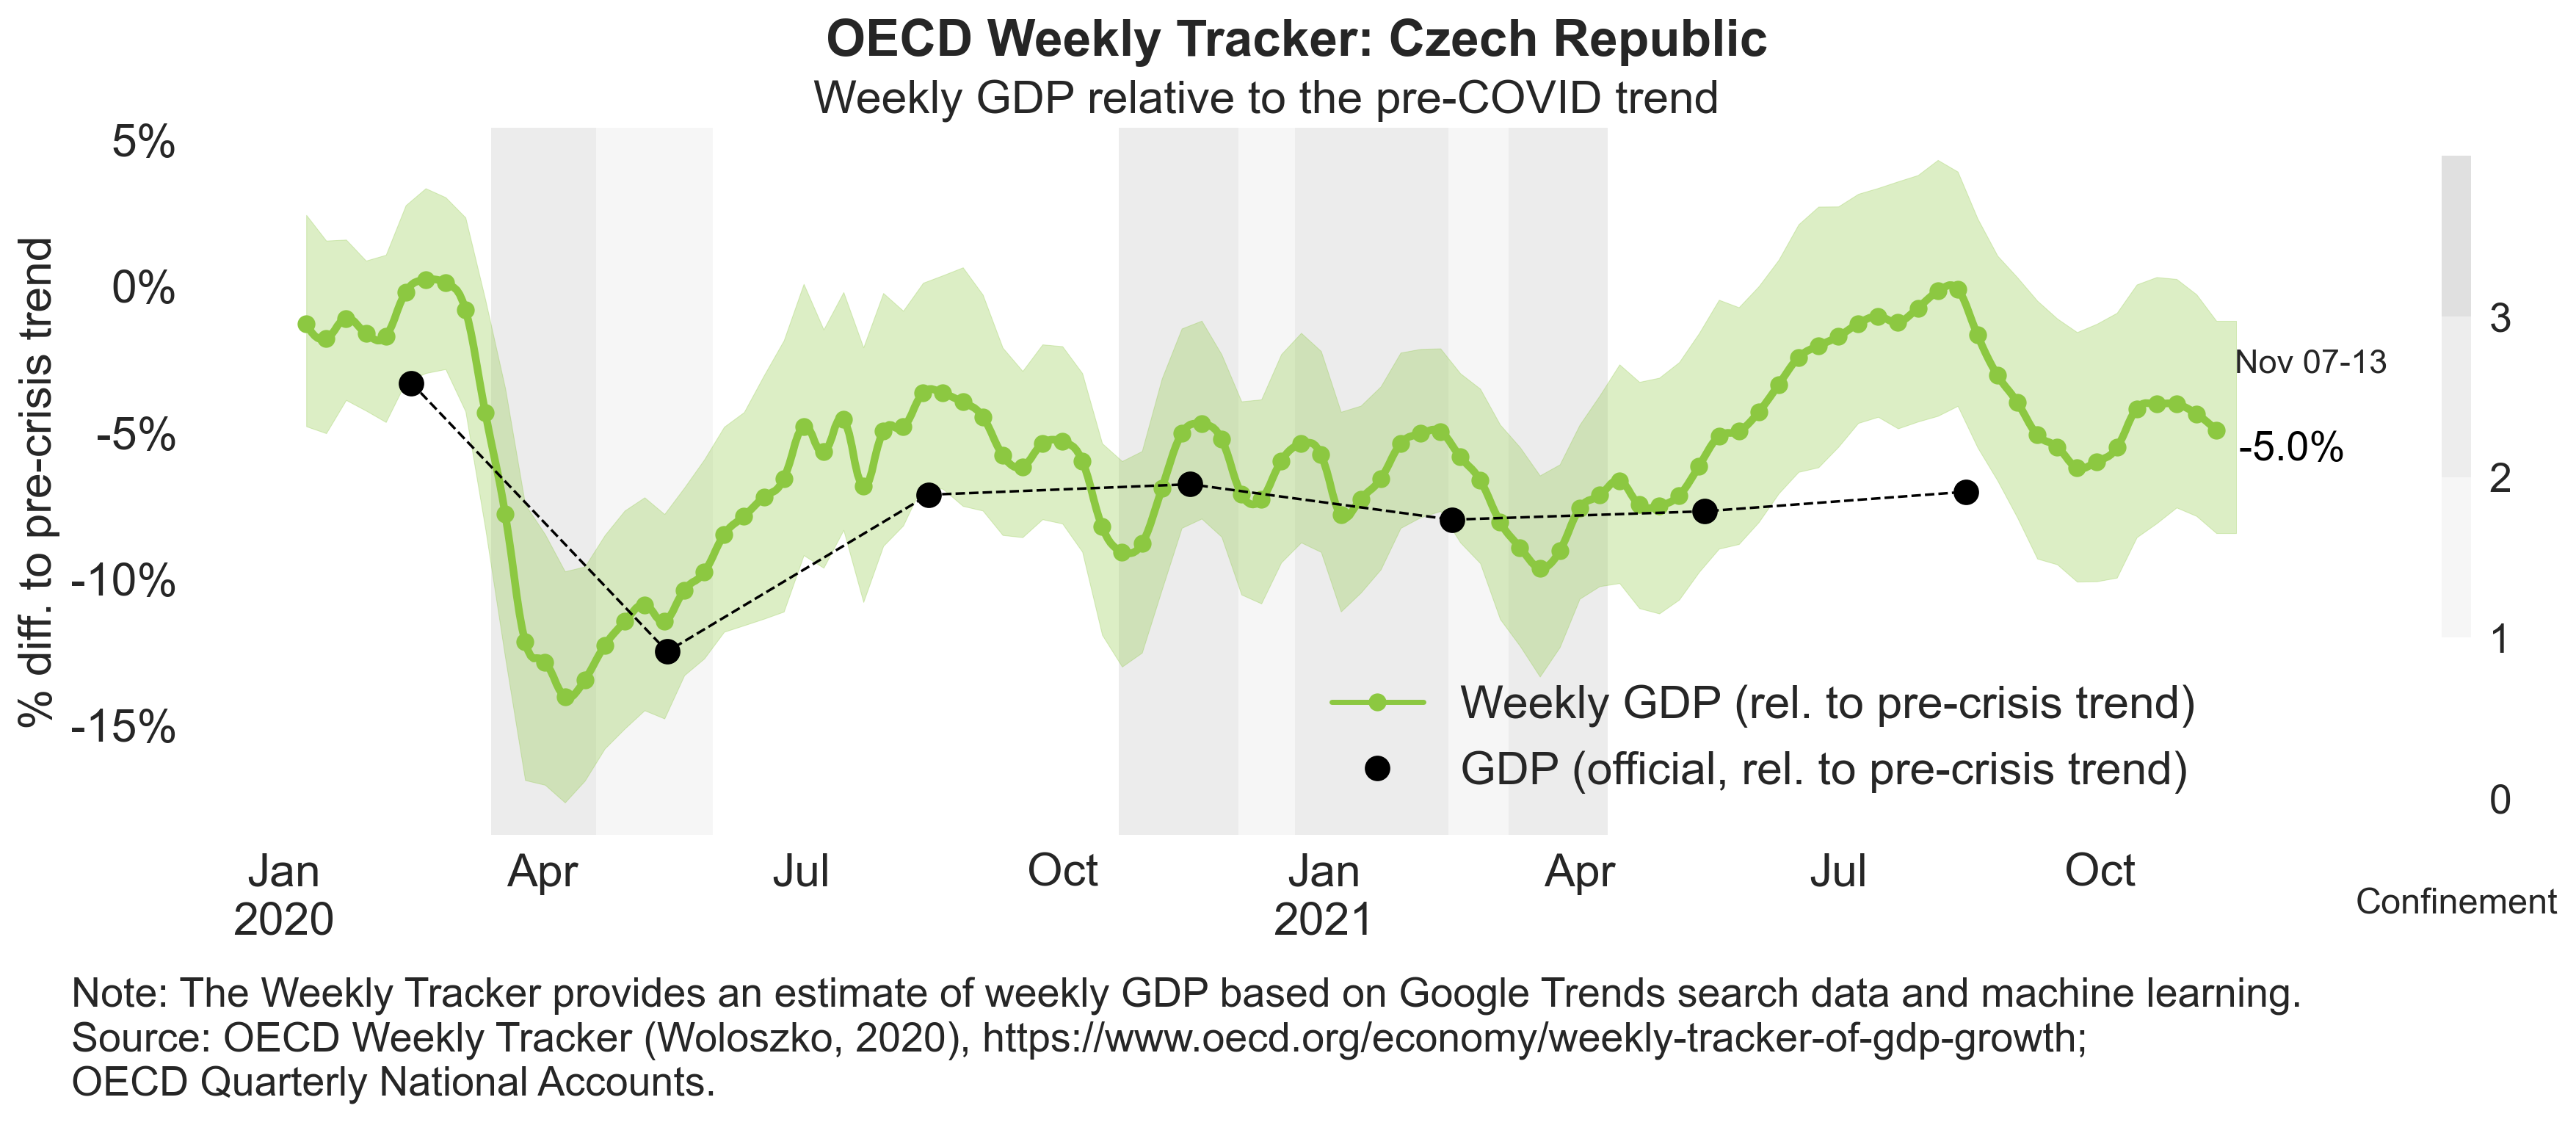 OECD Weekly Tracker: Czech Republic
Weekly GDP relative to the pre-COVID trend
% diff. to pre-crisis trend
5%
0%
-5%
-10%
-15%
Nov 07-13
-5.0%
3
2
1
0
Confinement
Weekly GDP (rel. to pre-crisis trend)
GDP (official, rel. to pre-crisis trend)
Jan Apr Jul Oct Jan Apr Jul Oct
2020 2021
Note: The Weekly Tracker provides an estimate of weekly GDP based on Google Trends search data and machine learning.
Source: OECD Weekly Tracker (Woloszko, 2020), https://www.oecd.org/economy/weekly-tracker-of-gdp-growth;
OECD Quarterly National Accounts.